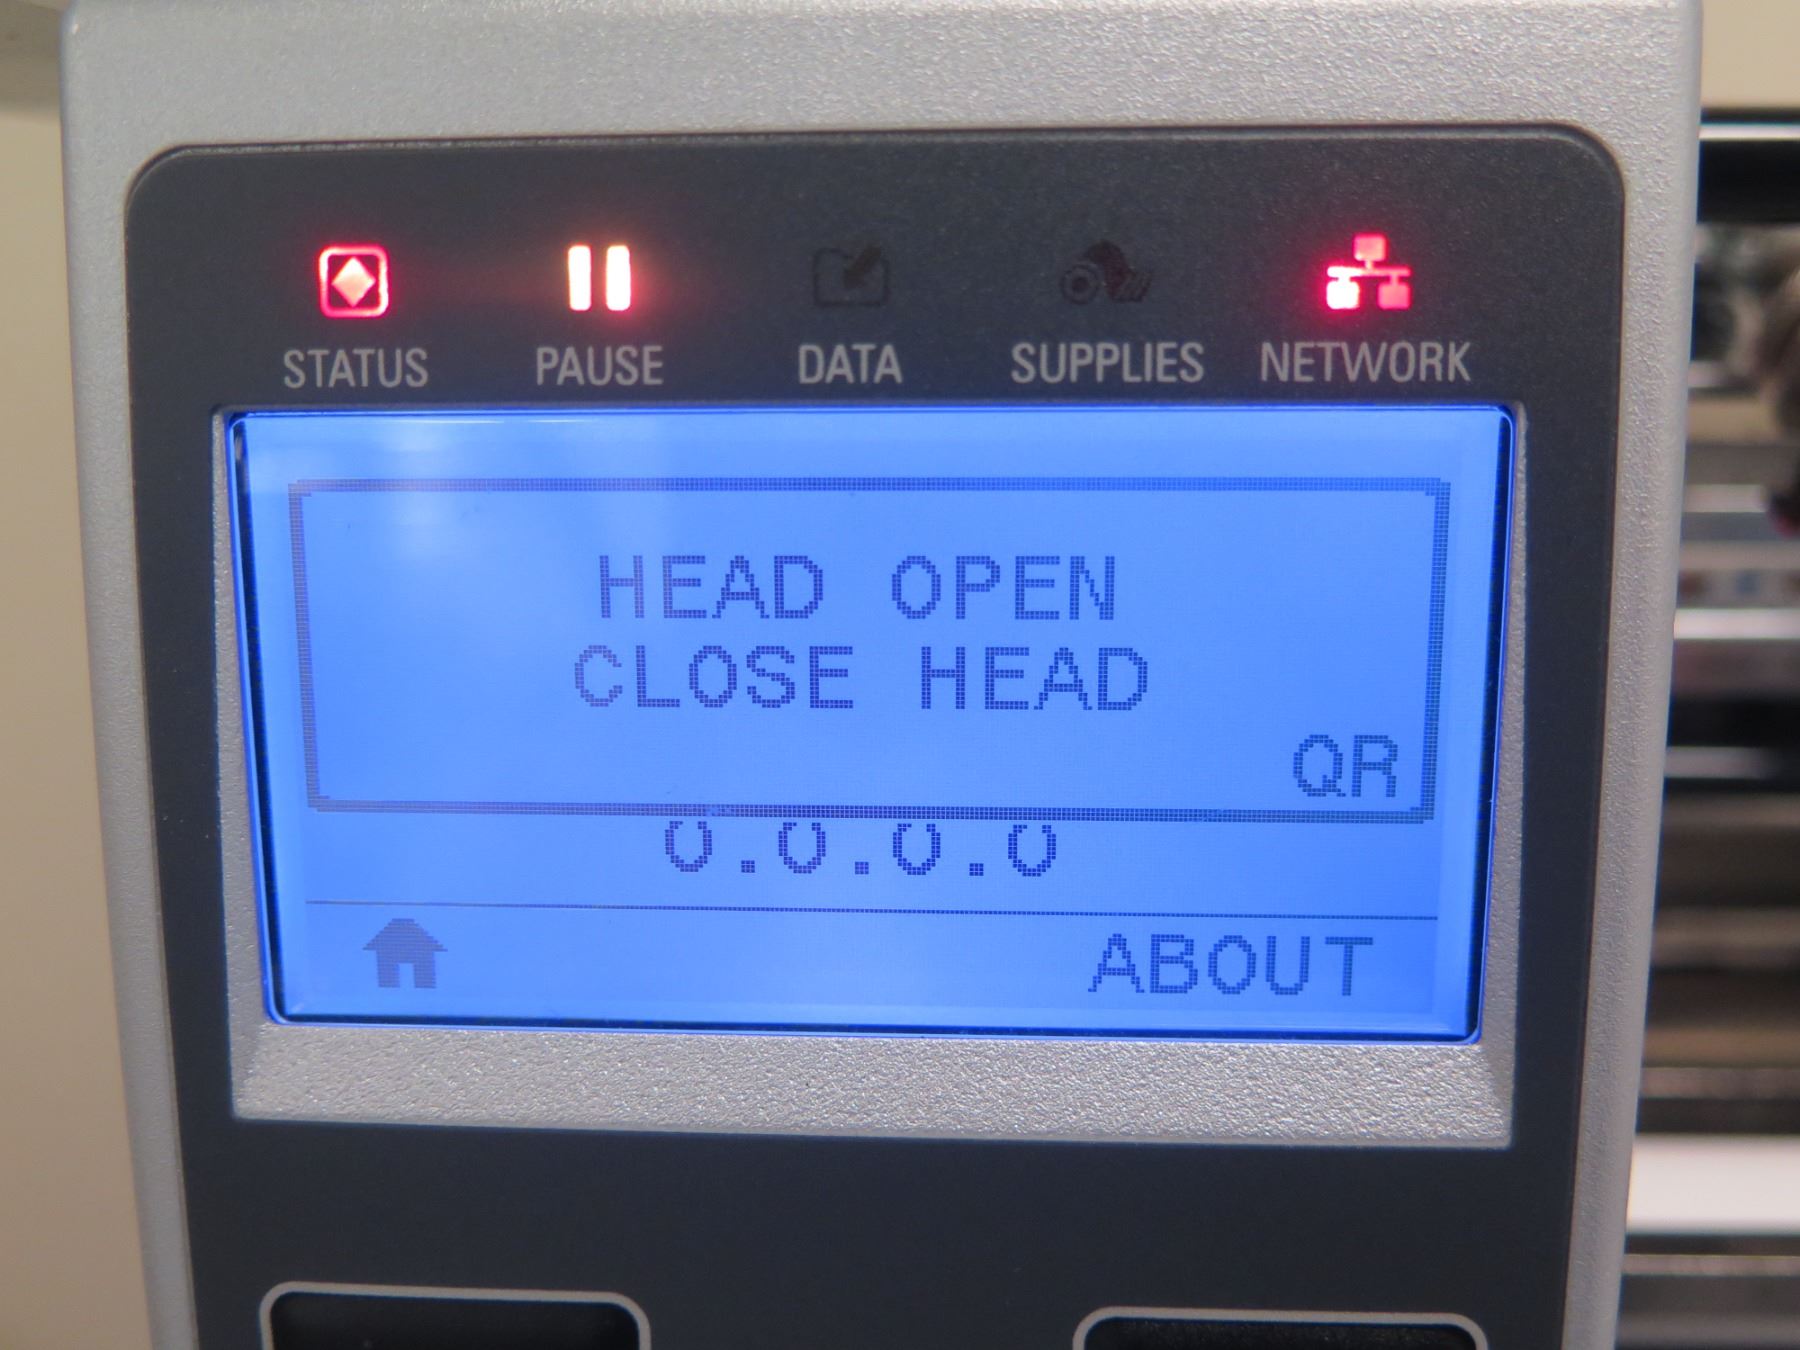 STATUS PAUSE DATA SUPPLIES NETWORK
HEAD OPEN
CLOSE HEAD
QR
0.0.0.0
ABOUT